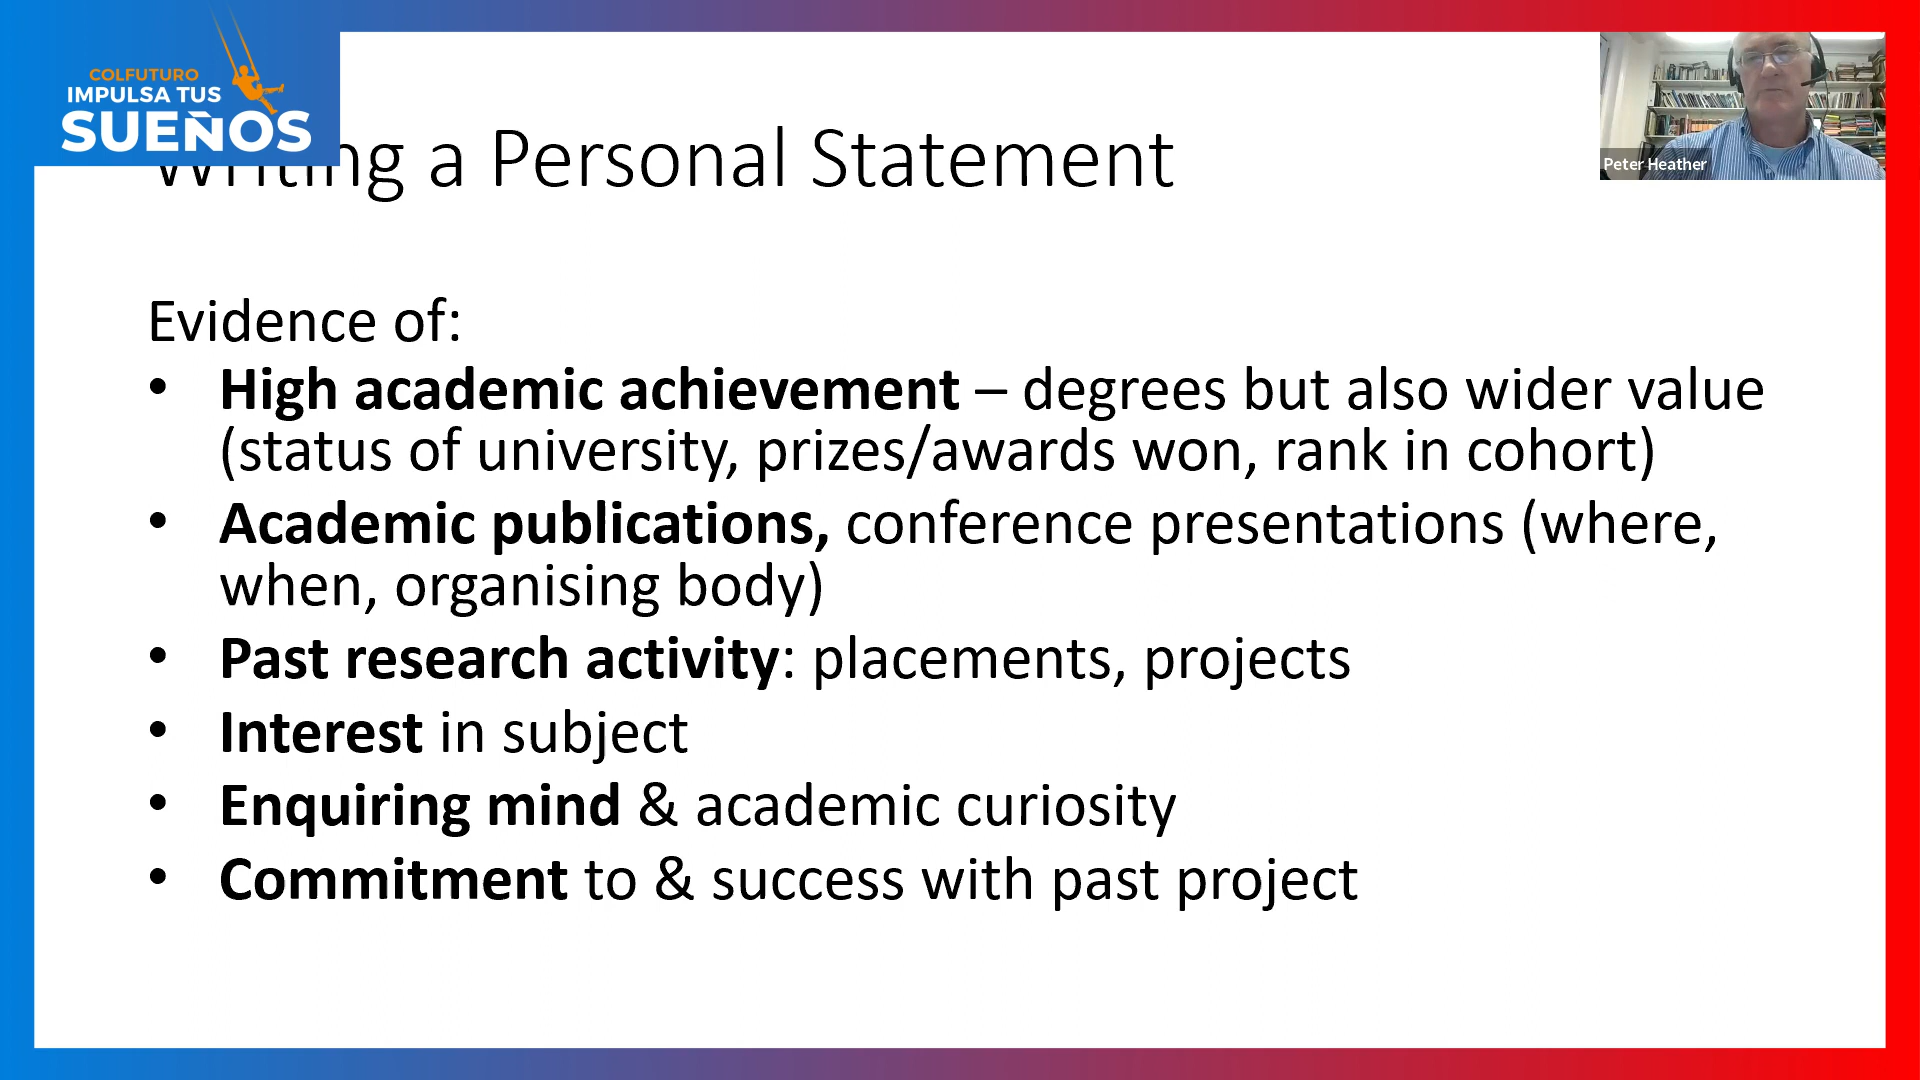 COLFUTURO
IMPULSA TUS
SUEÑOS
Writing a Personal Statement
Peter Heather
Evidence of:
• High academic achievement – degrees but also wider value
(status of university, prizes/awards won, rank in cohort)
• Academic publications, conference presentations (where,
when, organising body)
• Past research activity: placements, projects
• Interest in subject
• Enquiring mind & academic curiosity
• Commitment to & success with past project